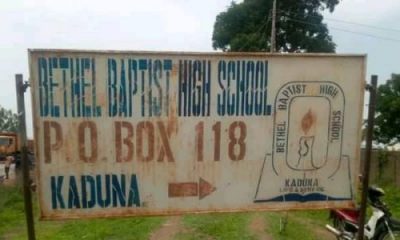 BETHEL BAPTIST HIGH SCHOOL
P.O. BOX 118
KADUNA
BETHEL BAPTIST HIGH SCHOOL
KADUNA